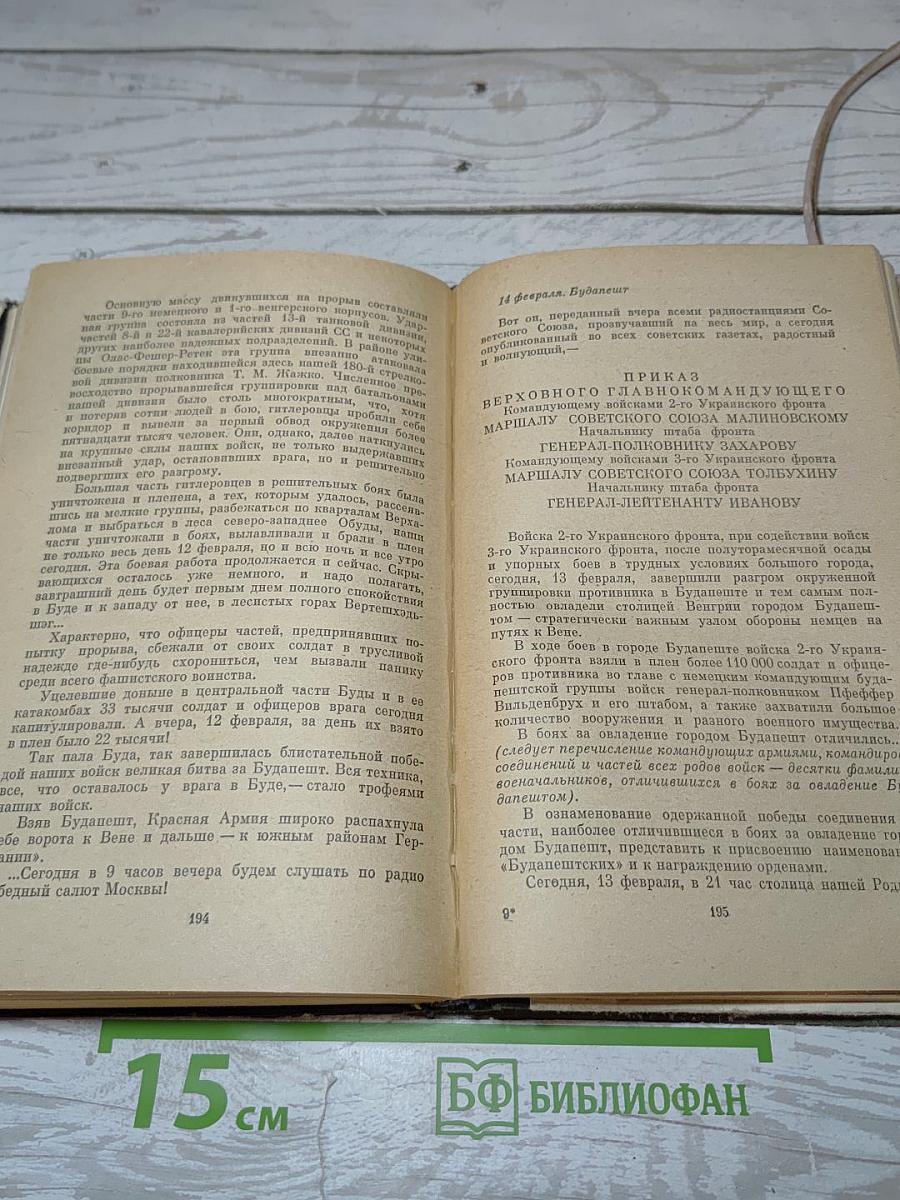 Основную массу двинувшихся на прорыв составляли
части 9-го немецкого и 1-го венгерского корпусов. Удар-
ная группа состояла из частей 13-й танковой дивизии,
частей 8-й и 22-й кавалерийских дивизий СС и некоторых
других наиболее надежных подразделений. В районе ули-
цы Олас-Фешер-Ретек эта группа внезапно атаковала
боевые порядки находившейся здесь нашей 180-й стрелко-
вой дивизии полковника Т. М. Жажко. Численное пре-
восходство прорывавшейся группировки над батальонами
нашей дивизии было столь многократным, что, хотя
и потеряв сотни людей в бою, гитлеровцы пробили себе
коридор и вывели за первый обвод окружения более
пятнадцати тысяч человек. Они, однако, далее наткнулись
на крупные силы наших войск, не только выдержавших
внезапный удар, остановивших врага, но и решительно
подвергших его разгрому.
Большая часть гитлеровцев в решительных боях была
уничтожена и пленена, а тех, которым удалось, рассеяв-
шись на мелкие группы, разбежаться по кварталам Верха-
лома и выбраться в леса северо-западнее Обуды, наши
части уничтожали в боях, вылавливали и брали в плен
не только весь день 12 февраля, но и всю ночь и все утро
сегодня. Эта боевая работа продолжается и сейчас. Скры-
вающихся осталось уже немного, и надо полагать,
завтрашний день будет первым днем полного спокойствия
в Буде и к западу от нее, в лесистых горах Вертешхэдь-
шэг...
Характерно, что офицеры частей, предпринявших по-
пытку прорыва, сбежали от своих солдат в трусливой
надежде где-нибудь схорониться, чем вызвали панику
среди всего фашистского воинства.
Уцелевшие доныне в центральной части Буды и в ее
катакомбах 33 тысячи солдат и офицеров врага сегодня
капитулировали. А вчера, 12 февраля, за день их взято
в плен было 22 тысячи!
Так пала Буда, так завершилась блистательной побе-
дой наших войск великая битва за Будапешт. Вся техника,
все, что оставалось у врага в Буде,— стало трофеями
наших войск.
Взяв Будапешт, Красная Армия широко распахнула
ебе ворота к Вене и дальше — к южным районам Гер-
ании».
...Сегодня в 9 часов вечера будем слушать по радио
бедный салют Москвы!
194
14 февраля. Будапешт
Вот он, переданный вчера всеми радиостанциями Со-
ветского Союза, прозвучавший на весь мир, а сегодня
опубликованный во всех советских газетах, радостный
и волнующий,—
ПРИКАЗ
ВЕРХОВНОГО ГЛАВНОКОМАНДУЮЩЕГО
Командующему войсками 2-го Украинского фронта
МАРШАЛУ СОВЕТСКОГО СОЮЗА МАЛИНОВСКОМУ
Начальнику штаба фронта
ГЕНЕРАЛ-ПОЛКОВНИКУ ЗАХАРОВУ
Командующему войсками 3-го Украинского фронта
МАРШАЛУ СОВЕТСКОГО СОЮЗА ТОЛБУХИНУ
Начальнику штаба фронта
ГЕНЕРАЛ-ЛЕЙТЕНАНТУ ИВАНОВУ
Войска 2-го Украинского фронта, при содействии войск
3-го Украинского фронта, после полуторамесячной осады
и упорных боев в трудных условиях большого города,
сегодня, 13 февраля, завершили разгром окруженной
группировки противника в Будапеште и тем самым пол-
ностью овладели столицей Венгрии городом Будапеш-
том — стратегически важным узлом обороны немцев на
путях к Вене.
В ходе боев в городе Будапеште войска 2-го Украин-
ского фронта взяли в плен более 110 000 солдат и офице-
ров противника во главе с немецким командующим буда-
пештской группы войск генерал-полковником Пфеффер
Вильденбрух и его штабом, а также захватили большое
количество вооружения и разного военного имущества.
В боях за овладение городом Будапешт отличились...
(следует перечисление командующих армиями, командиро
соединений и частей всех родов войск — десятки фамили
военачальников, отличившихся в боях за овладение Бу
дапештом).
В ознаменование одержанной победы соединения
части, наиболее отличившиеся в боях за овладение гор
дом Будапешт, представить к присвоению наименован
«Будапештских» и к награждению орденами.
Сегодня, 13 февраля, в 21 час столица нашей Роди
9*
195
15 см
БФ БИБЛИОФАН